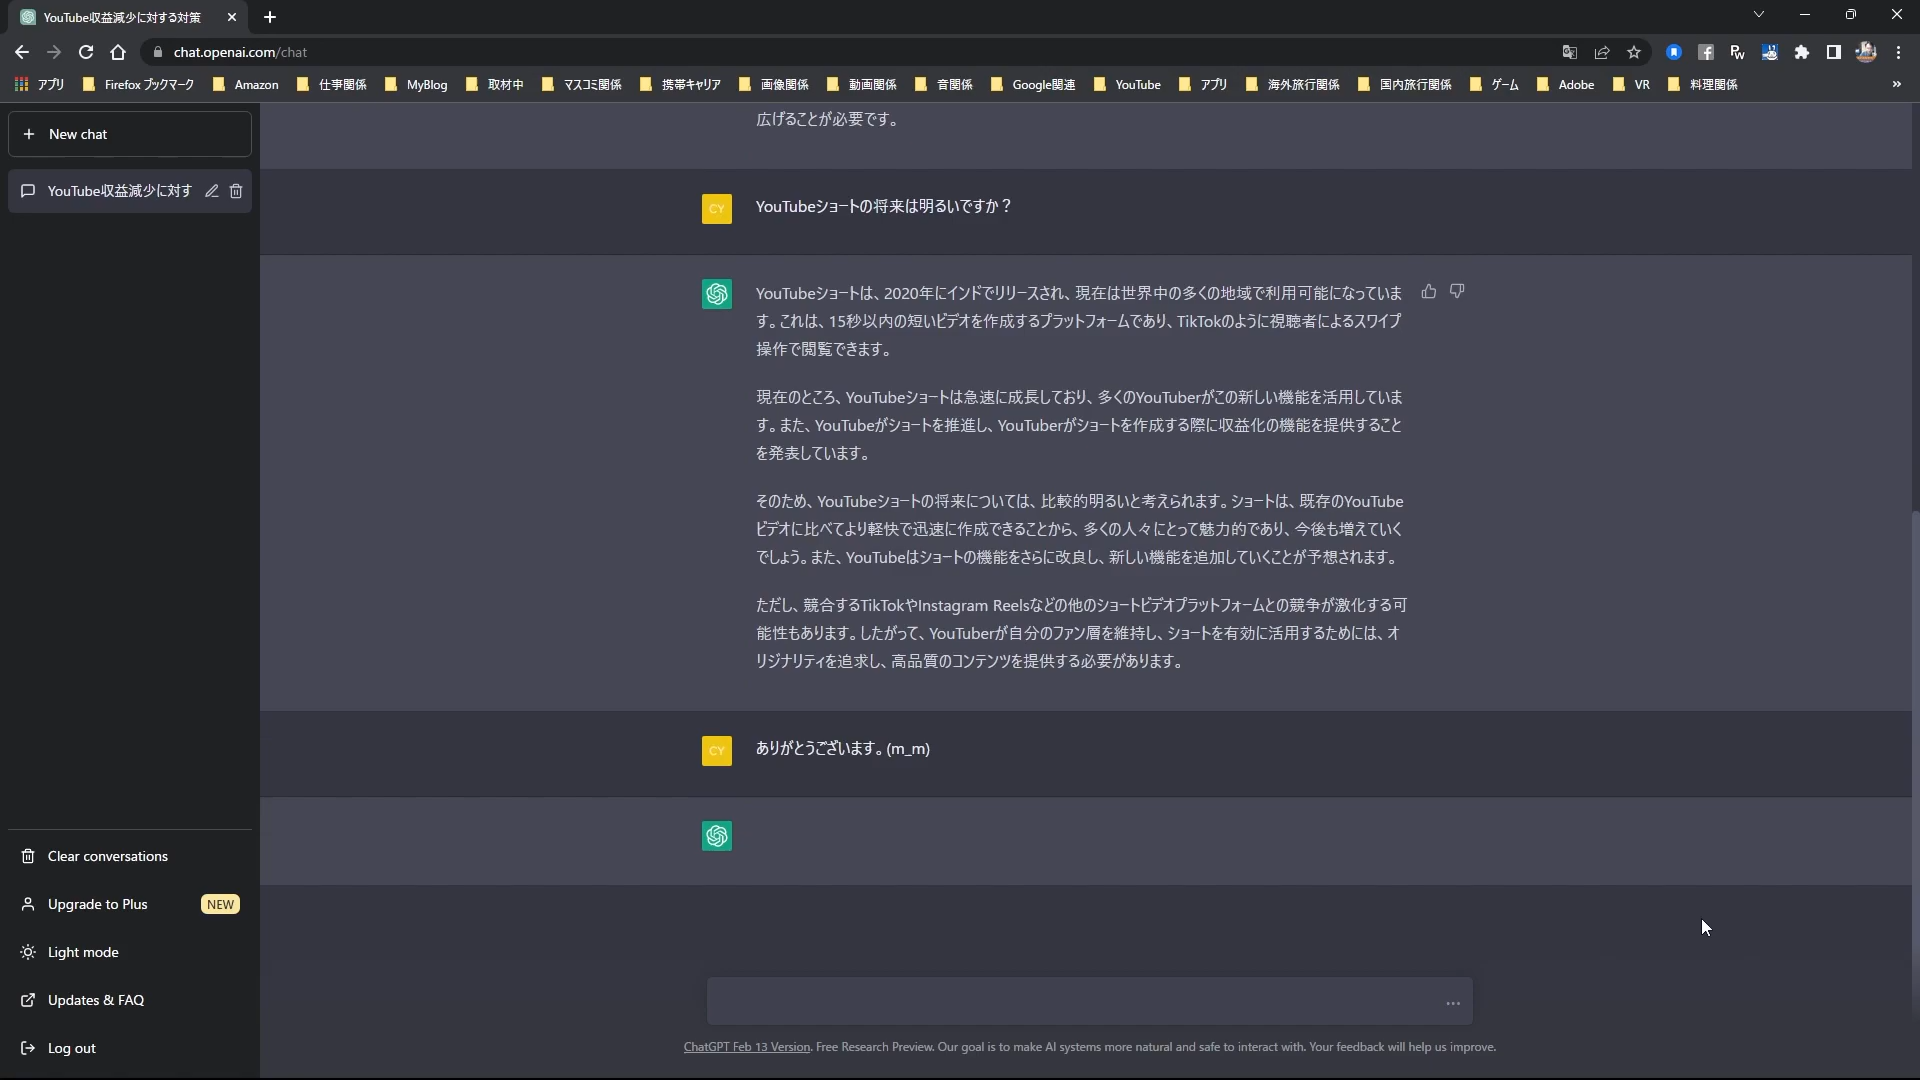 YouTube収益減少に対する対策
chat.openai.com/chat
アプリ Firefox ブックマーク Amazon 仕事関係 MyBlog 取材中 マスコミ関係 携帯キャリア 画像関係 動画関係 音関係 Google関連 YouTube アプリ 海外旅行関係 国内旅行関係 ゲーム Adobe VR 料理関係 »
New chat
YouTube収益減少に対す
広げることが必要です。
CY YouTubeショートの将来は明るいですか？
YouTubeショートは、2020年にインドでリリースされ、現在は世界中の多くの地域で利用可能になっていま
す。これは、15秒以内の短いビデオを作成するプラットフォームであり、TikTokのように視聴者によるスワイプ
操作で閲覧できます。
現在のところ、YouTubeショートは急速に成長しており、多くのYouTuberがこの新しい機能を活用していま
す。また、YouTubeがショートを推進し、YouTuberがショートを作成する際に収益化の機能を提供すること
を発表しています。
そのため、YouTubeショートの将来については、比較的明るいと考えられます。ショートは、既存のYouTube
ビデオに比べてより軽快で迅速に作成できることから、多くの人々にとって魅力的であり、今後も増えていく
でしょう。また、YouTubeはショートの機能をさらに改良し、新しい機能を追加していくことが予想されます。
ただし、競合するTikTokやInstagram Reelsなどの他のショートビデオプラットフォームとの競争が激化する可
能性もあります。したがって、YouTuberが自分のファン層を維持し、ショートを有効に活用するためには、オ
リジナリティを追求し、高品質のコンテンツを提供する必要があります。
CY ありがとうございます。(m_m)
Clear conversations
Upgrade to Plus NEW
Light mode
Updates & FAQ
Log out
ChatGPT Feb 13 Version. Free Research Preview. Our goal is to make AI systems more natural and safe to interact with. Your feedback will help us improve.